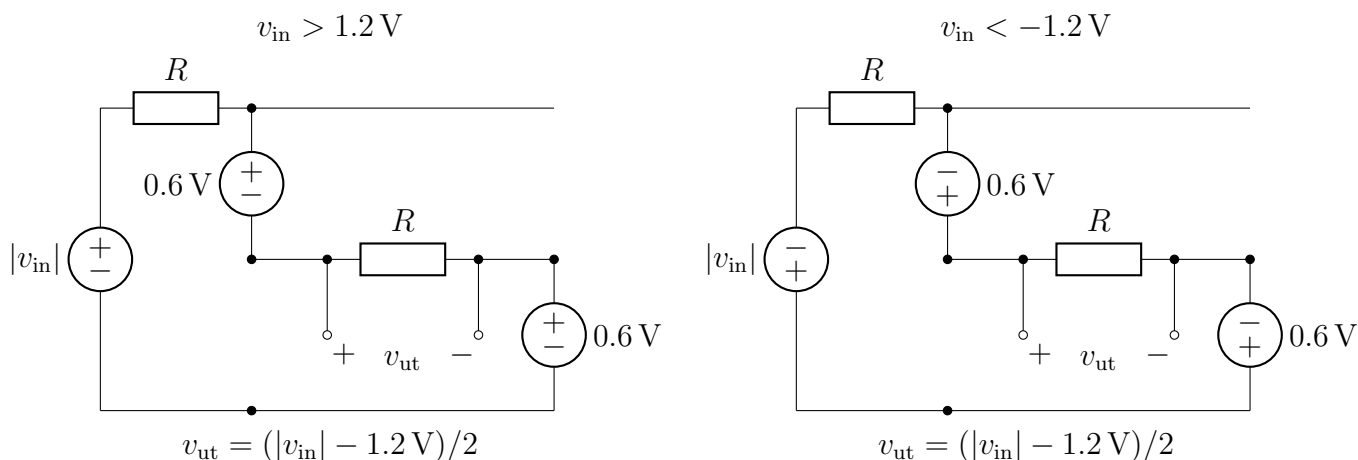 v_in > 1.2 V
R
0.6 V
+
−
R
|v_in|
+
−
+
−
0.6 V
+ v_ut −
v_ut = (|v_in| − 1.2 V)/2
v_in < −1.2 V
R
−
+
0.6 V
R
|v_in|
−
+
−
+
0.6 V
+ v_ut −
v_ut = (|v_in| − 1.2 V)/2